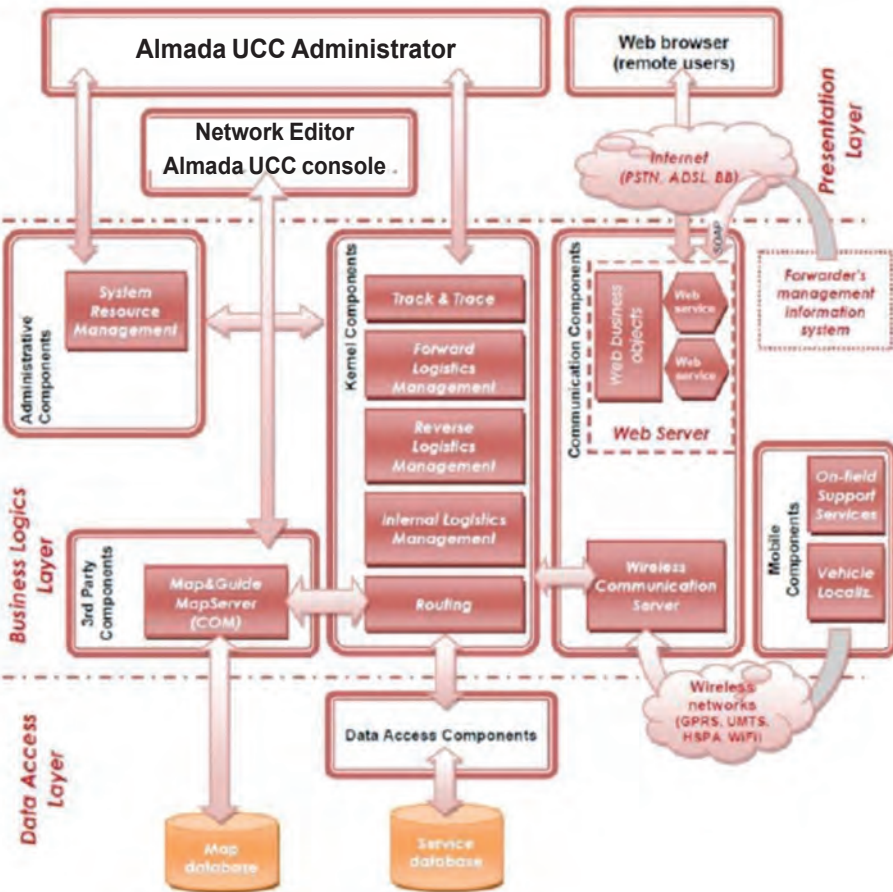 Almada UCC Administrator
Web browser
(remote users)
Network Editor
Almada UCC console
Internet
(PSTN, ADSL, BB)
Presentation
Layer
SOAP
Administrative
Components
System
Resource
Management
Kernel Components
Track & Trace
Forward
Logistics
Management
Reverse
Logistics
Management
Internal Logistics
Management
Routing
Communication Components
Web business
objects
Web
service
Web
service
Web Server
Forwarder's
management
information
system
Business Logics
Layer
3rd Party
Components
Map&Guide
MapServer
(COM)
Wireless
Communication
Server
Mobile
Components
On-field
Support
Services
Vehicle
Localiz.
Wireless
networks
(GPRS, UMTS,
HSPA, WiFi)
Data Access
Layer
Data Access Components
Map
database
Service
database